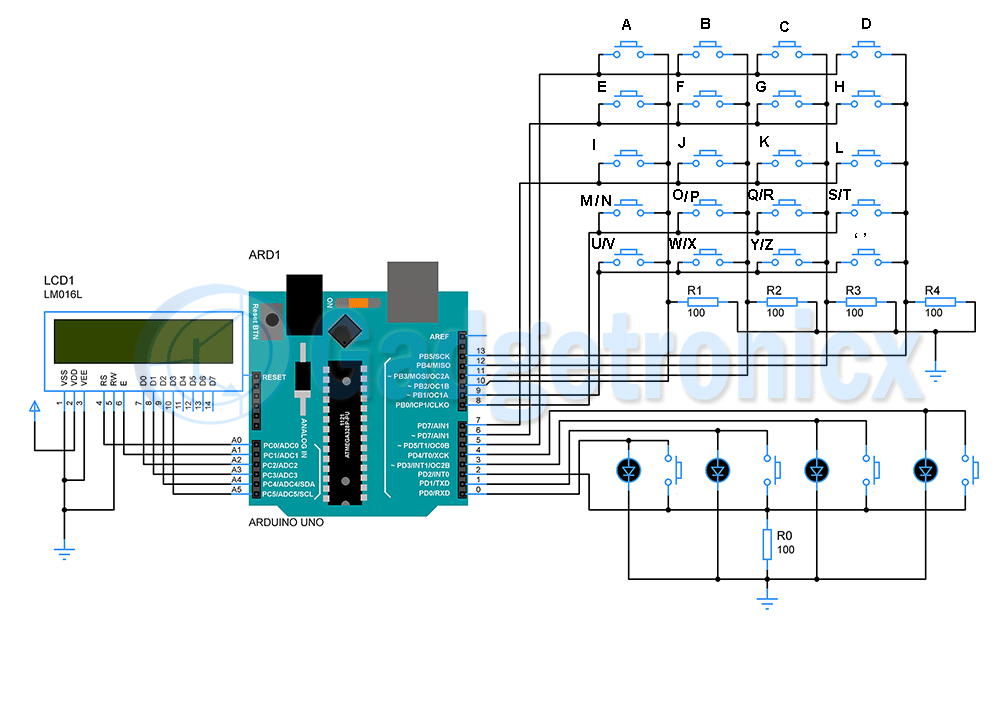 A B C D
E F G H
I J K L
M/N O/P Q/R S/T
U/V W/X Y/Z ‘ ’
R1 R2 R3 R4
100 100 100 100
ARD1
LCD1
LM016L
Gadgetronicx
VSS VDD VEE RS RW E D0 D1 D2 D3 D4 D5 D6 D7
1 2 3 4 5 6 7 8 9 10 11 12 13 14
Reset BTN
ON
RESET
ANALOG IN
1121
ATMEGA328P-PU
AREF
PB5/SCK 13
PB4/MISO 12
~ PB3/MOSI/OC2A 11
~ PB2/OC1B 10
~ PB1/OC1A 9
PB0/ICP1/CLKO 8
PD7/AIN1 7
~ PD7/AIN1 6
~ PD5/T1/OC0B 5
PD4/T0/XCK 4
~ PD3/INT1/OC2B 3
PD2/INT0 2
PD1/TXD 1
PD0/RXD 0
A0 PC0/ADC0
A1 PC1/ADC1
A2 PC2/ADC2
A3 PC3/ADC3
A4 PC4/ADC4/SDA
A5 PC5/ADC5/SCL
ARDUINO UNO
R0
100